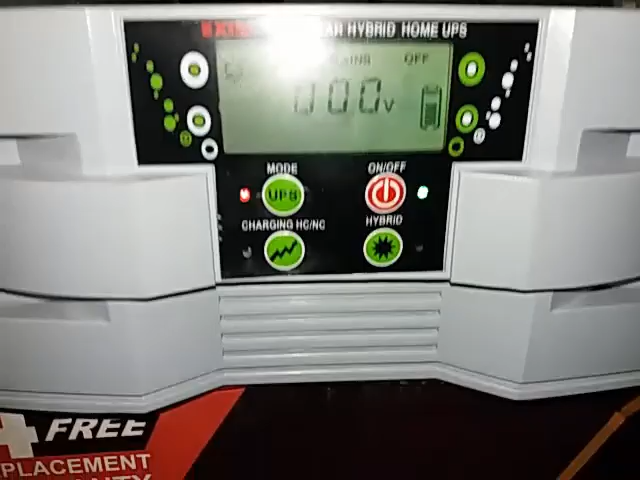 HYBRID HOME UPS
MAINS OFF
000v
MODE ON/OFF
UPS
CHARGING HC/NC HYBRID
FREE
PLACEMENT